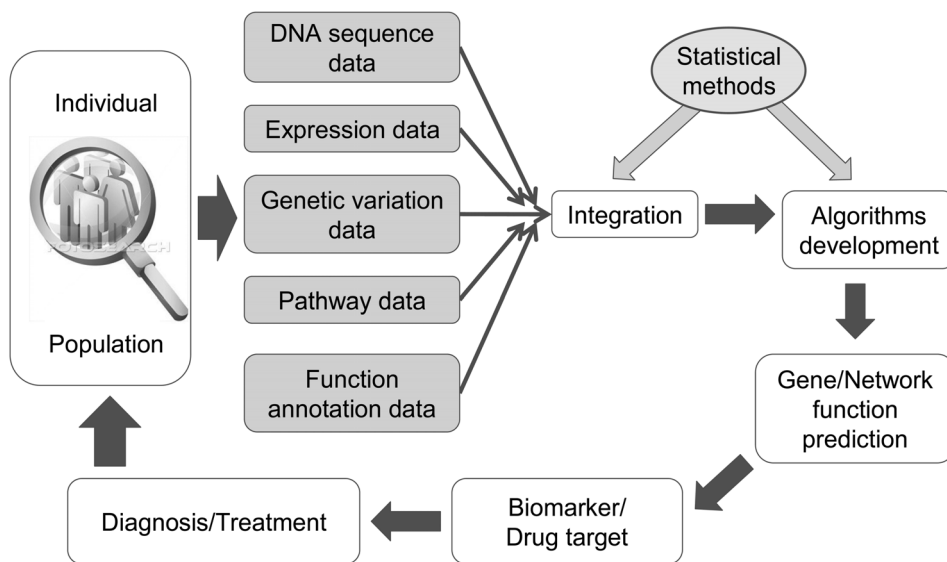 Individual
Population
DNA sequence
data
Expression data
Genetic variation
data
Pathway data
Function
annotation data
Statistical
methods
Integration
Algorithms
development
Gene/Network
function
prediction
Biomarker/
Drug target
Diagnosis/Treatment